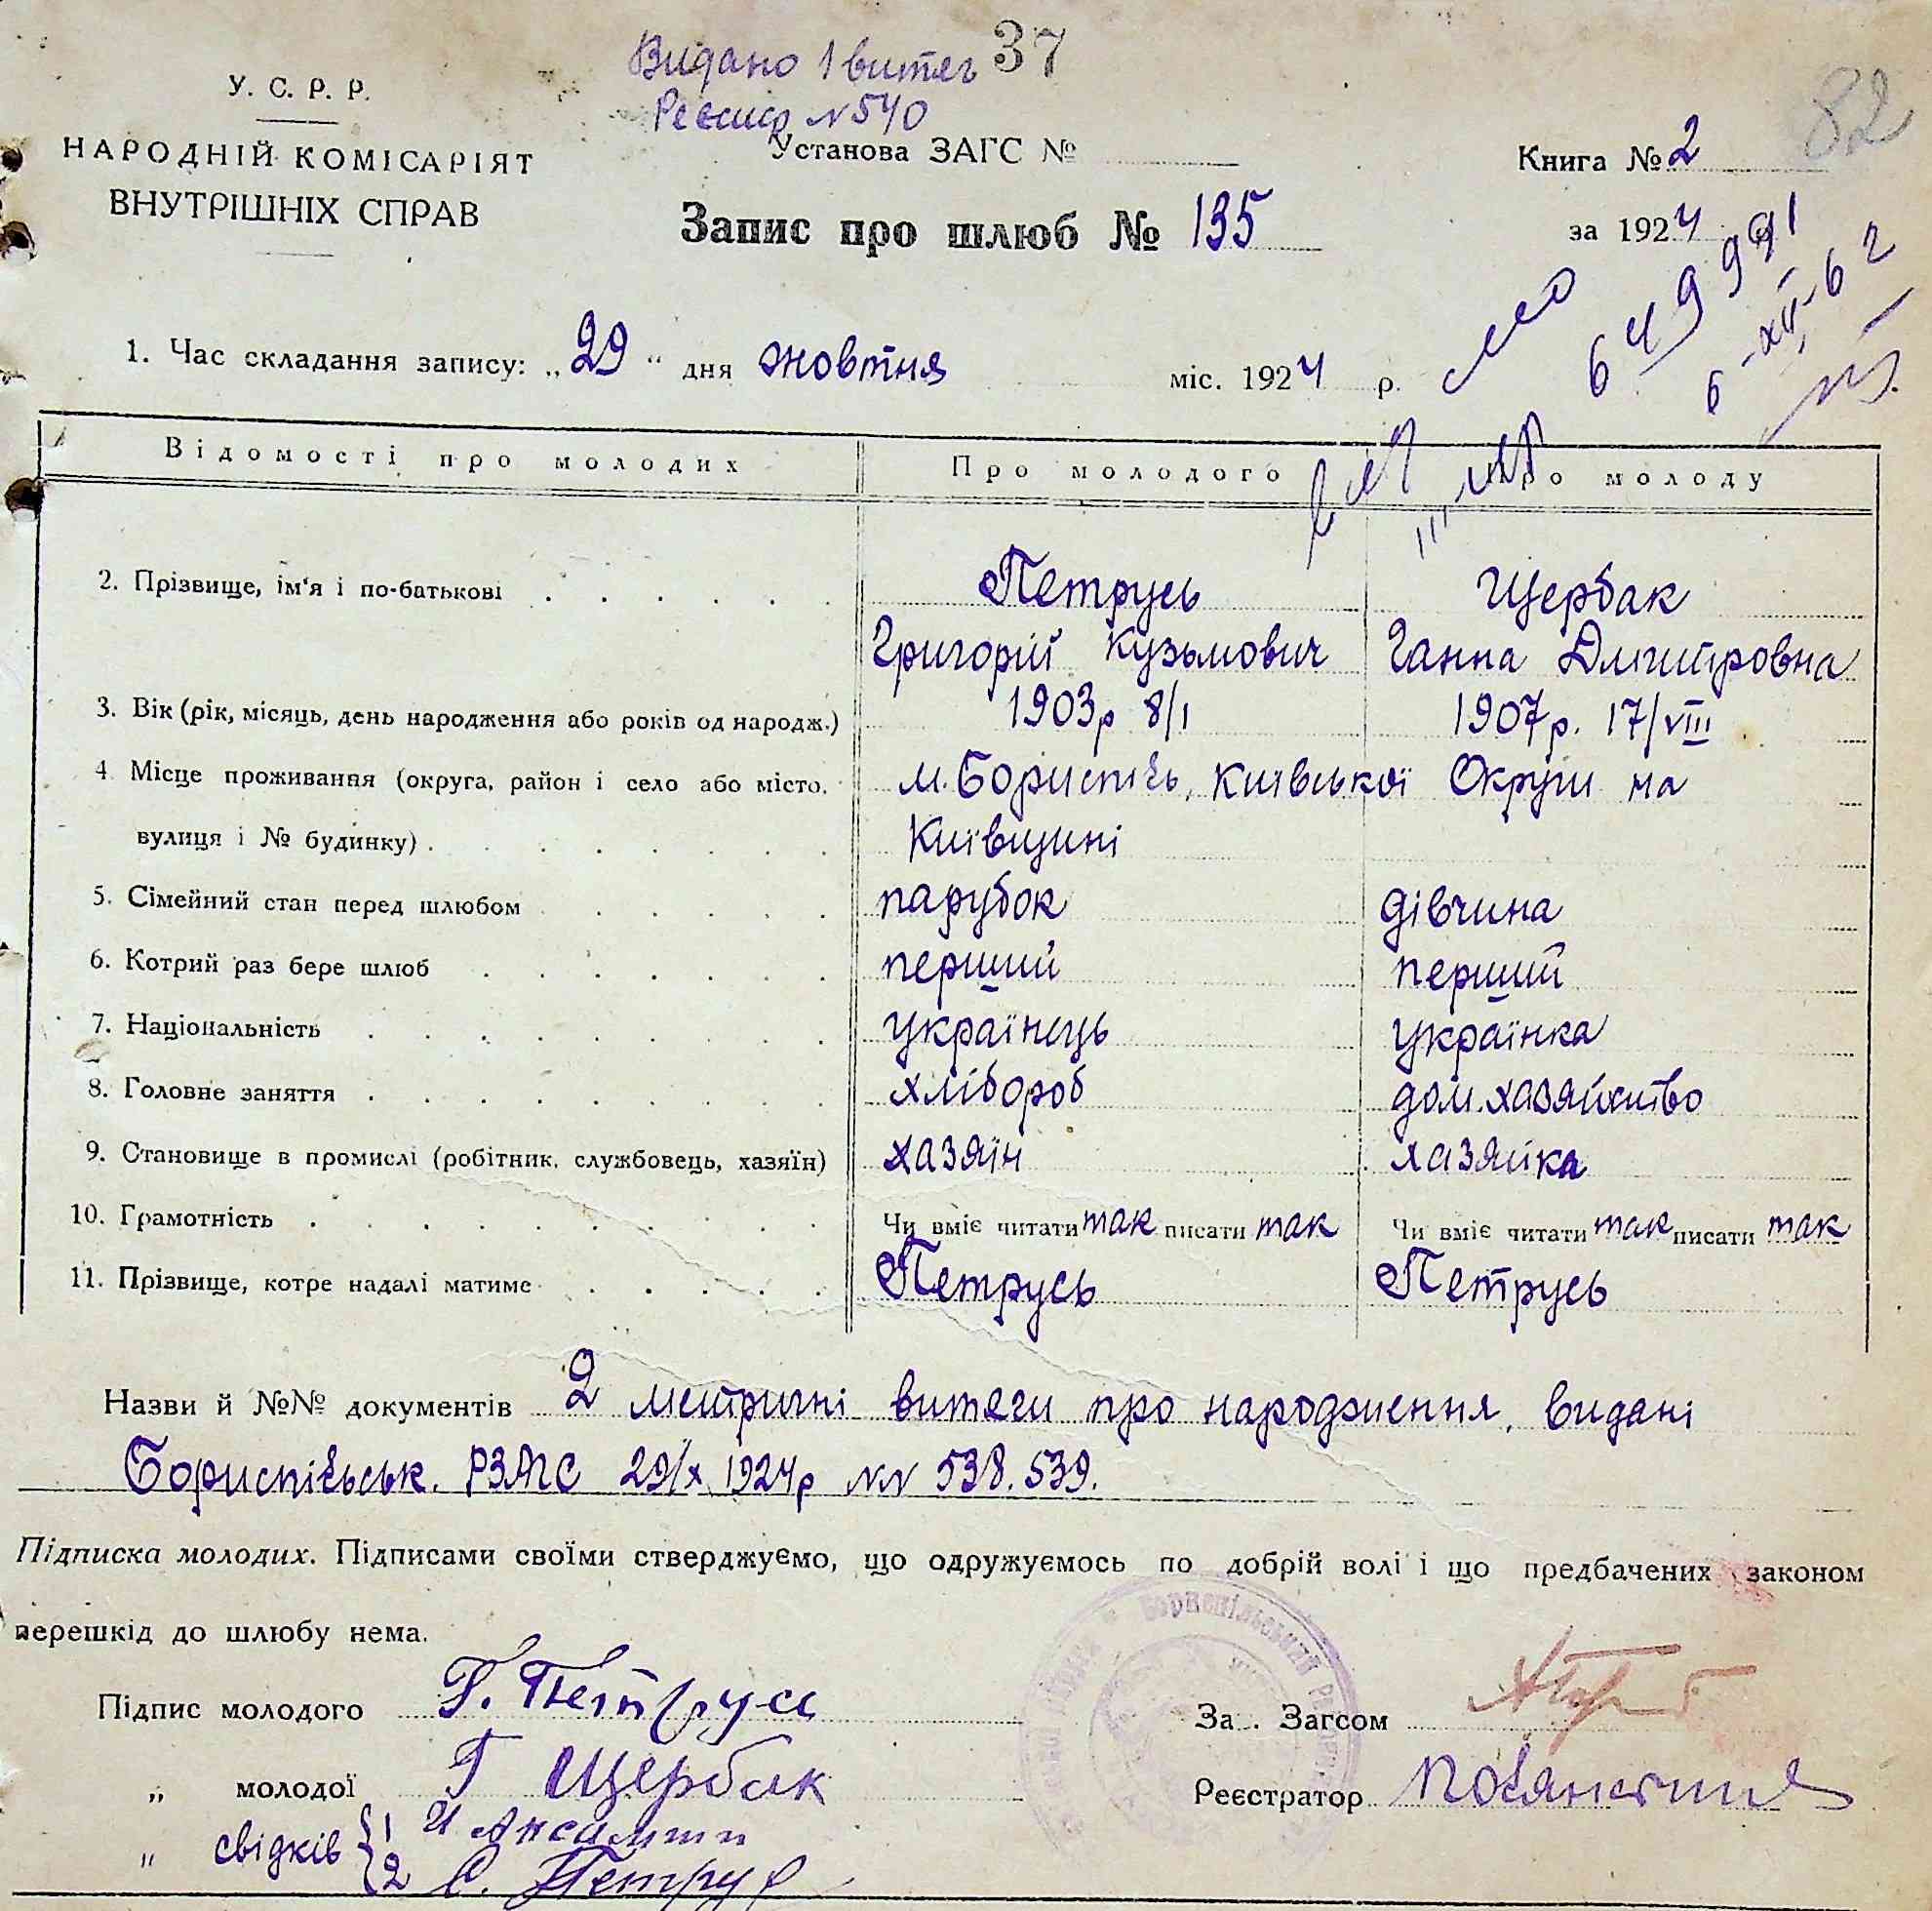 Видано 1 витяг 37
Реєстр №540
82
У. С. Р. Р.
НАРОДНІЙ КОМІСАРІЯТ
ВНУТРІШНІХ СПРАВ
Установа ЗАГС №
Книга № 2
Запис про шлюб № 135
за 1924
649991
6-XII-62
1. Час складання запису: „29“ дня жовтня міс. 1924 р.
Відомості про молодих Про молодого Про молоду
2. Прізвище, ім'я і по-батькові Петрусь Щербак
Григорій Кузьмович Ганна Дмитровна
3. Вік (рік, місяць, день народження або років од народж.) 1903р 8/I 1907р. 17/VIII
4. Місце проживання (округа, район і село або місто, м. Бориспіль, Київської Округи на
вулиця і № будинку) Київщині
5. Сімейний стан перед шлюбом парубок дівчина
6. Котрий раз бере шлюб перший перший
7. Національність українець українка
8. Головне заняття хлібороб дом. хазяйство
9. Становище в промислі (робітник, службовець, хазяїн) хазяїн хазяйка
10. Грамотність Чи вміє читати так писати так Чи вміє читати так писати так
11. Прізвище, котре надалі матиме Петрусь Петрусь
Назви й №№ документів 2 метричні витяги про народження, видані
Бориспільськ. РЗАГС 29/X 1924р NN 538. 539.
Підписка молодих. Підписами своїми стверджуємо, що одружуємось по добрій волі і що предбачених законом
перешкід до шлюбу нема.
Бориспільський
Підпис молодого Г. Петрусь
За . Загсом
„ молодої Г Щербак
Реєстратор
„ свідків 1
2 С. Петрусь